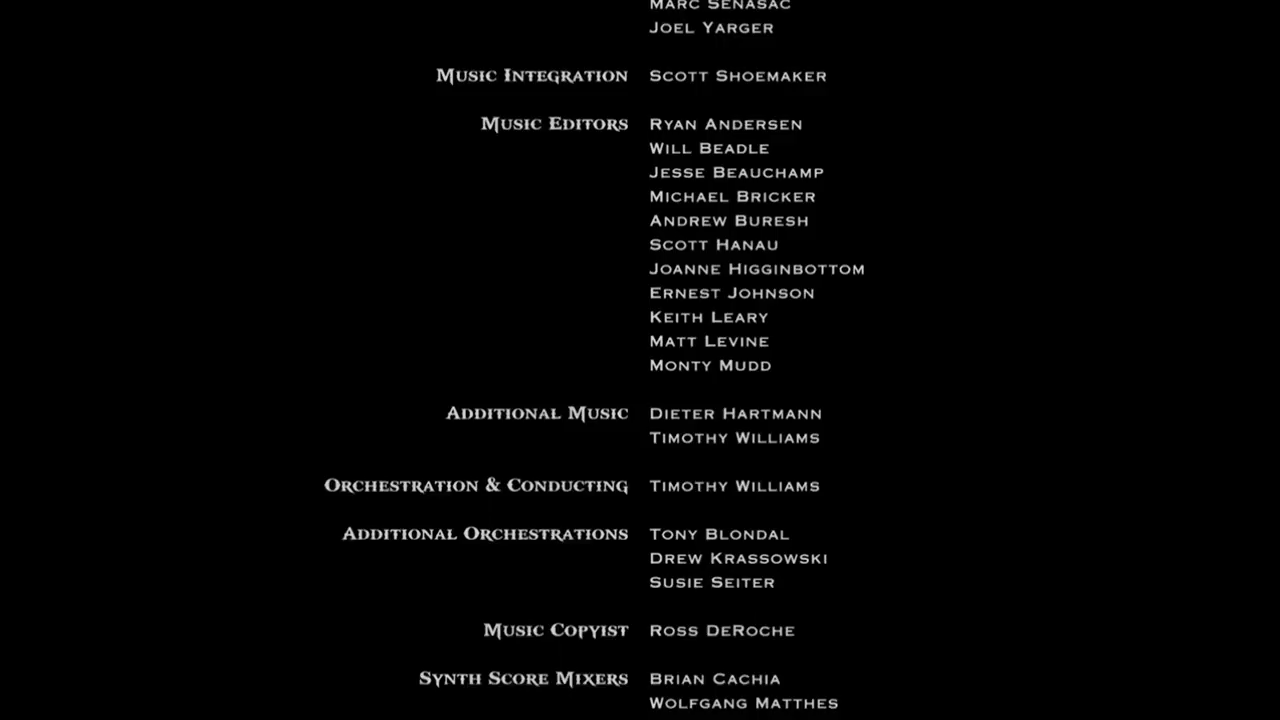 Marc Senasac
Joel Yarger
Music Integration Scott Shoemaker
Music Editors Ryan Andersen
Will Beadle
Jesse Beauchamp
Michael Bricker
Andrew Buresh
Scott Hanau
Joanne Higginbottom
Ernest Johnson
Keith Leary
Matt Levine
Monty Mudd
Additional Music Dieter Hartmann
Timothy Williams
Orchestration & Conducting Timothy Williams
Additional Orchestrations Tony Blondal
Drew Krassowski
Susie Seiter
Music Copyist Ross DeRoche
Synth Score Mixers Brian Cachia
Wolfgang Matthes